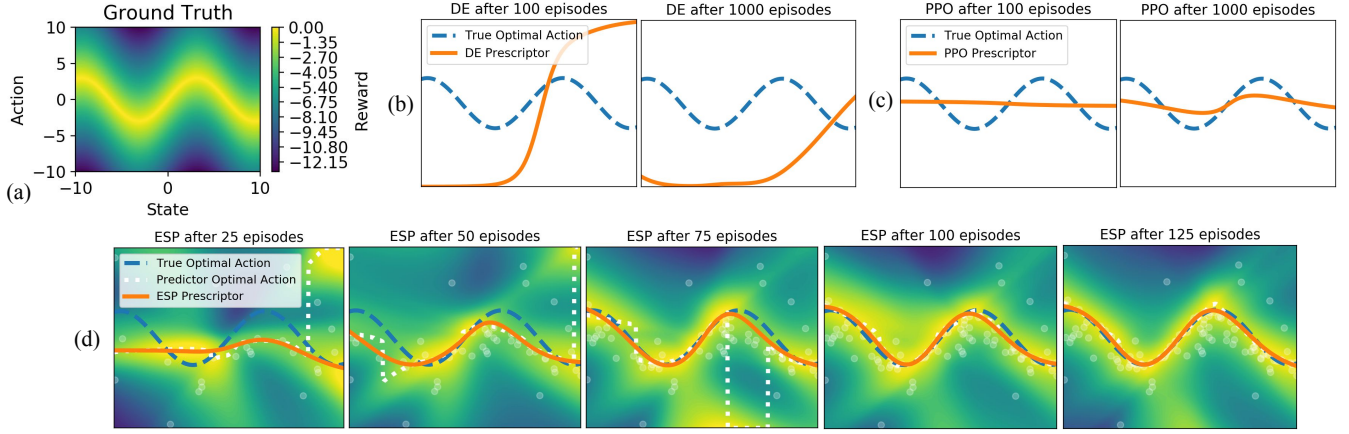 Ground Truth
10
5
0
−5
−10
−10
0
10
Action
State
(a)
0.00
−1.35
−2.70
−4.05
−5.40
−6.75
−8.10
−9.45
−10.80
−12.15
Reward
DE after 100 episodes
True Optimal Action
DE Prescriptor
DE after 1000 episodes
(b)
PPO after 100 episodes
True Optimal Action
PPO Prescriptor
PPO after 1000 episodes
(c)
ESP after 25 episodes
True Optimal Action
Predictor Optimal Action
ESP Prescriptor
ESP after 50 episodes
ESP after 75 episodes
ESP after 100 episodes
ESP after 125 episodes
(d)